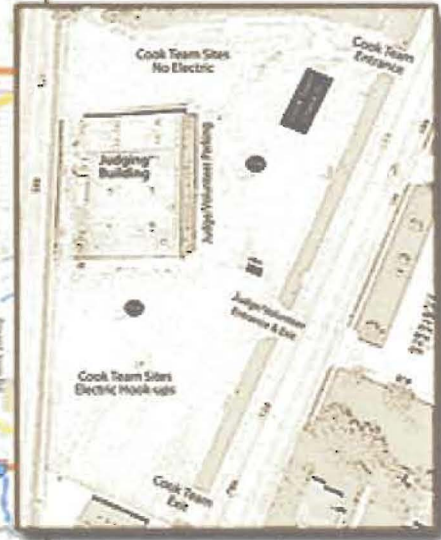 Cook Team Sites
No Electric
Cook Team
Entrance
Judging
Building
Judge/Volunteer Parking
Judge/Volunteer
Entrance & Exit
Cook Team Sites
Electric Hook-ups
Cook Team
Exit